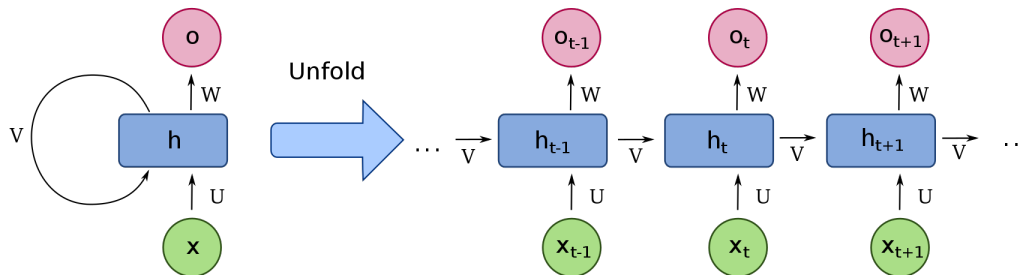 o o_{t-1} o_t o_{t+1}
Unfold
W W W W
V h ... h_{t-1} h_t h_{t+1} ..
V V V V
U U U U
x x_{t-1} x_t x_{t+1}